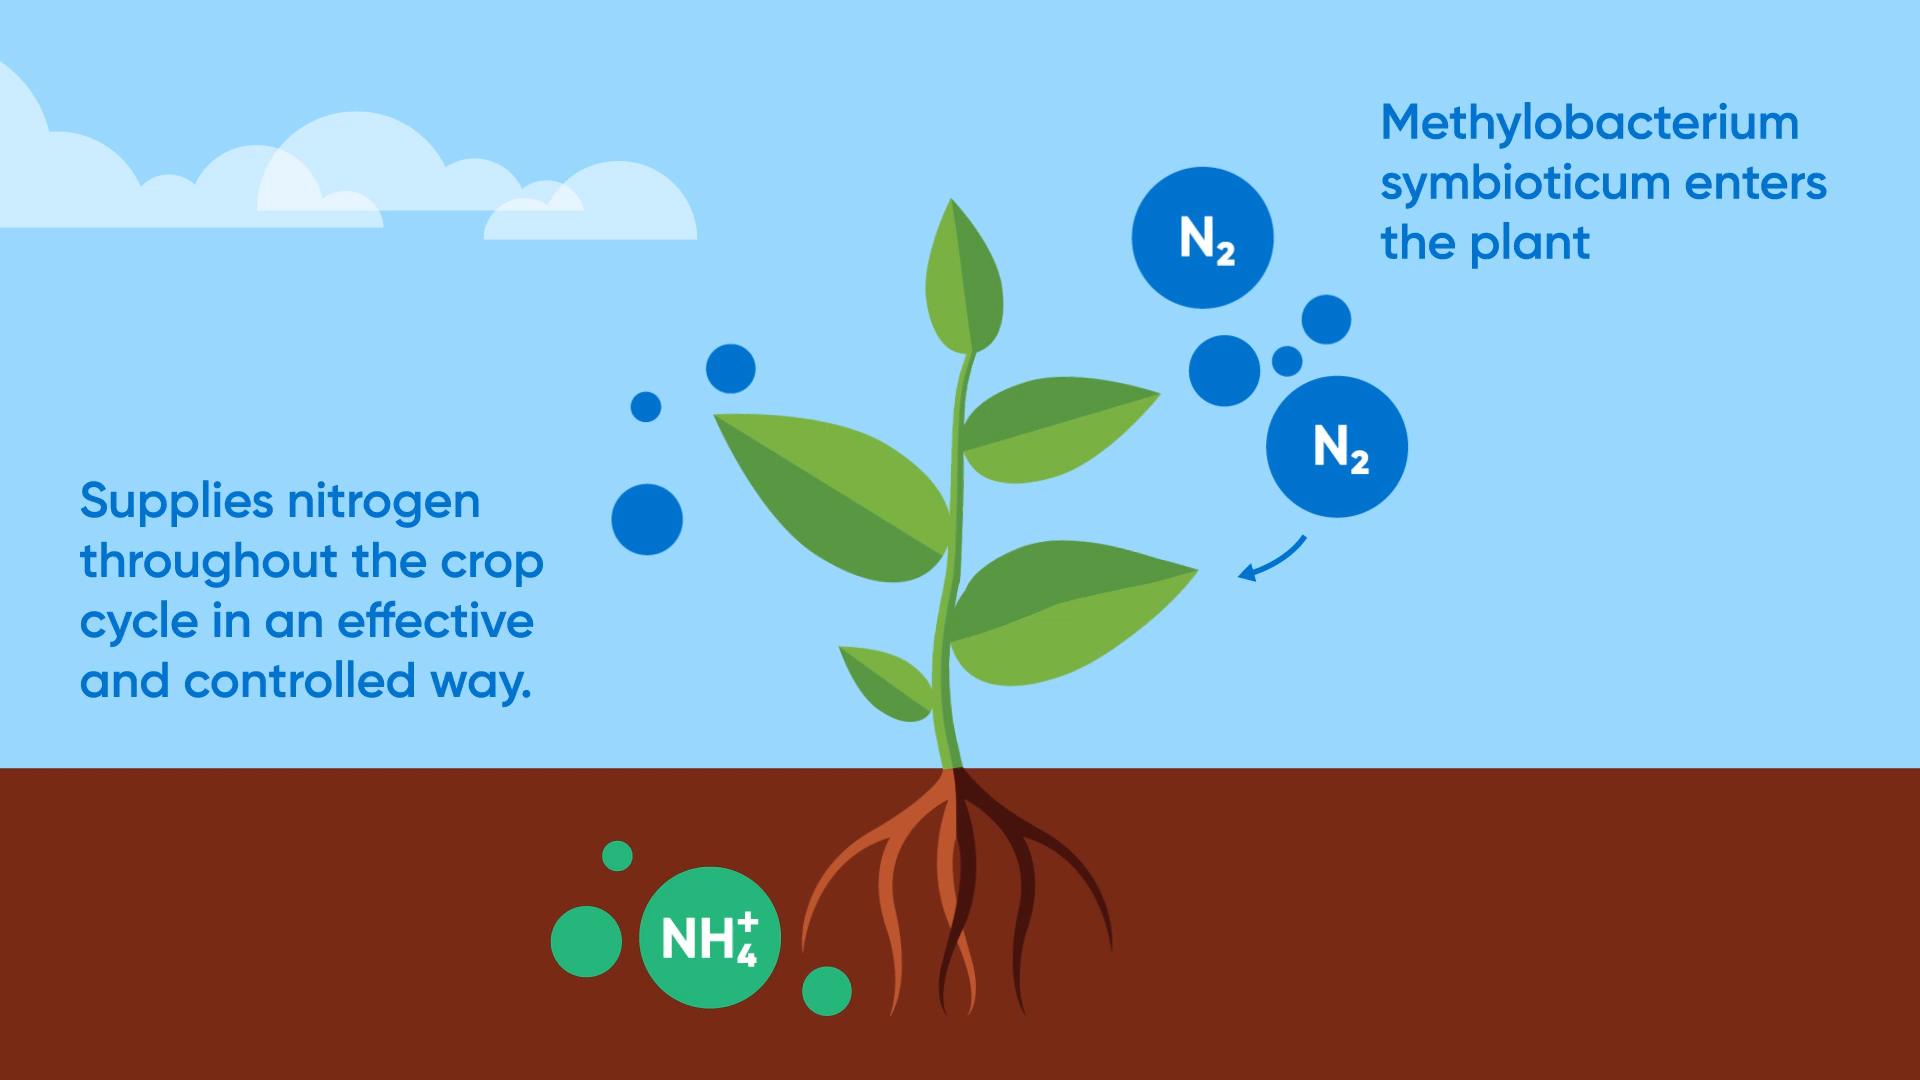 Methylobacterium
symbioticum enters
the plant
N₂
N₂
Supplies nitrogen
throughout the crop
cycle in an effective
and controlled way.
NH₄⁺